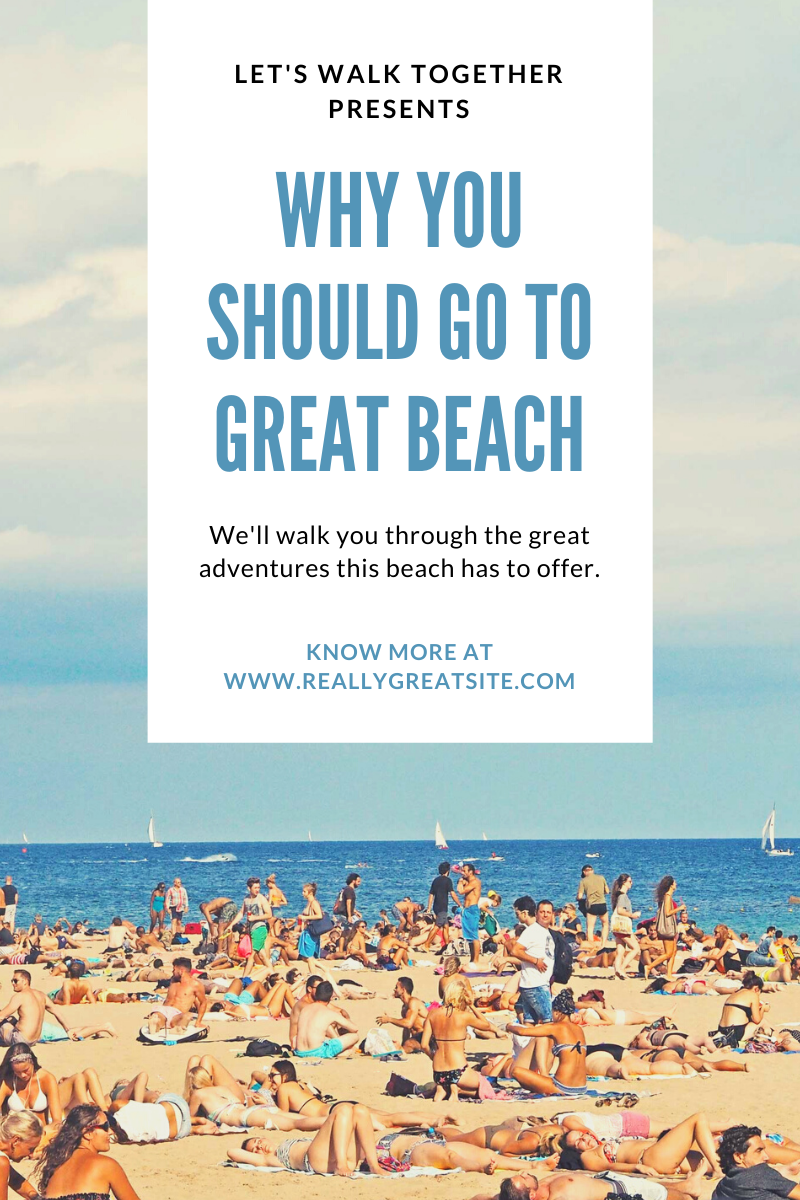 LET'S WALK TOGETHER
PRESENTS
WHY YOU
SHOULD GO TO
GREAT BEACH
We'll walk you through the great
adventures this beach has to offer.
KNOW MORE AT
WWW.REALLYGREATSITE.COM